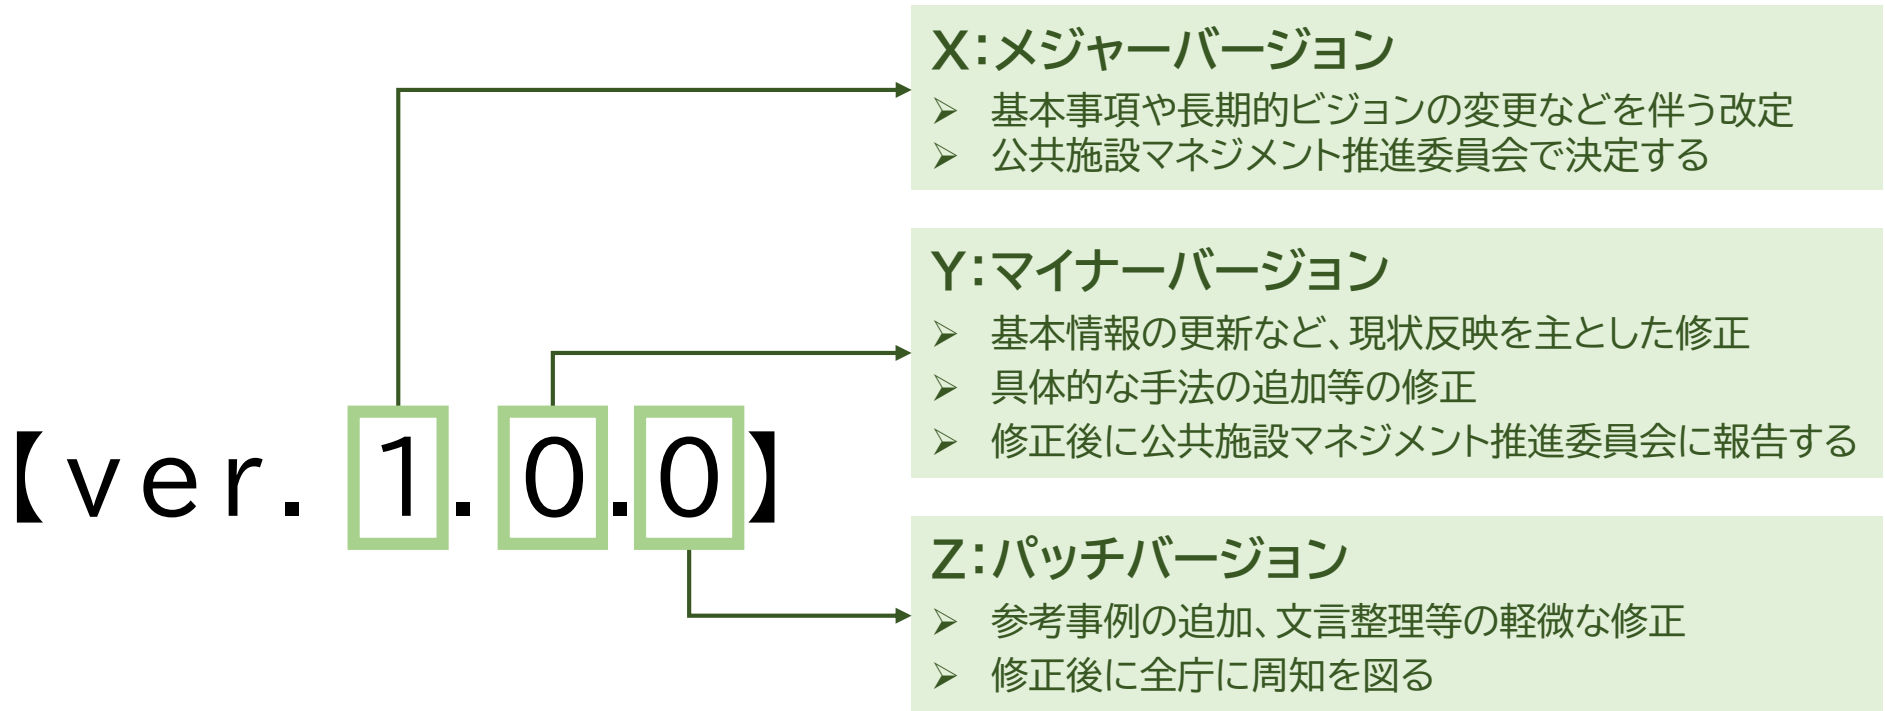 X：メジャーバージョン
➢ 基本事項や長期的ビジョンの変更などを伴う改定
➢ 公共施設マネジメント推進委員会で決定する
Y：マイナーバージョン
➢ 基本情報の更新など、現状反映を主とした修正
➢ 具体的な手法の追加等の修正
➢ 修正後に公共施設マネジメント推進委員会に報告する
【ver. 1.0.0】
Z：パッチバージョン
➢ 参考事例の追加、文言整理等の軽微な修正
➢ 修正後に全庁に周知を図る